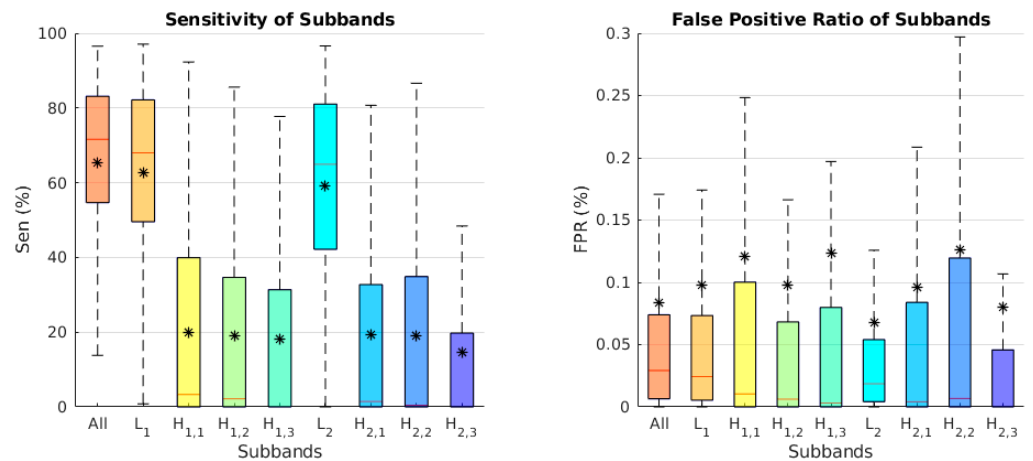 Sensitivity of Subbands
100
80
60
40
20
0
Sen (%)
All L1 H1,1 H1,2 H1,3 L2 H2,1 H2,2 H2,3
Subbands
False Positive Ratio of Subbands
0.3
0.25
0.2
0.15
0.1
0.05
0
FPR (%)
All L1 H1,1 H1,2 H1,3 L2 H2,1 H2,2 H2,3
Subbands